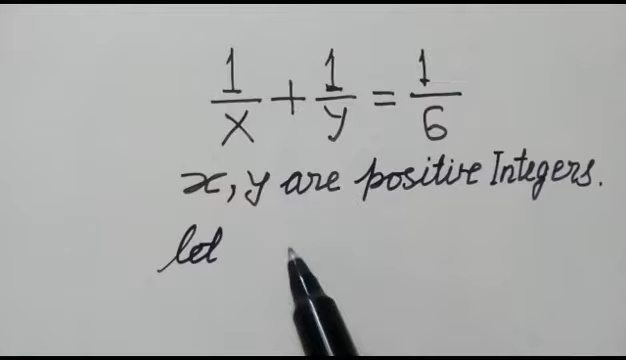 1/x + 1/y = 1/6
x, y are positive Integers.
let